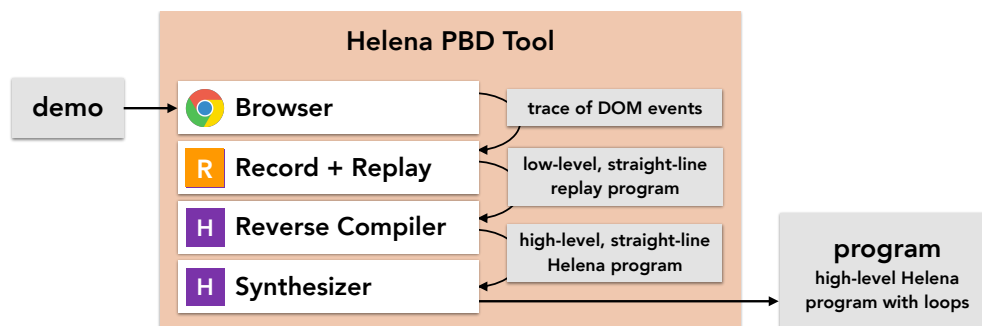 Helena PBD Tool
demo
Browser
trace of DOM events
R
Record + Replay
low-level, straight-line
replay program
H
Reverse Compiler
high-level, straight-line
Helena program
H
Synthesizer
program
high-level Helena
program with loops